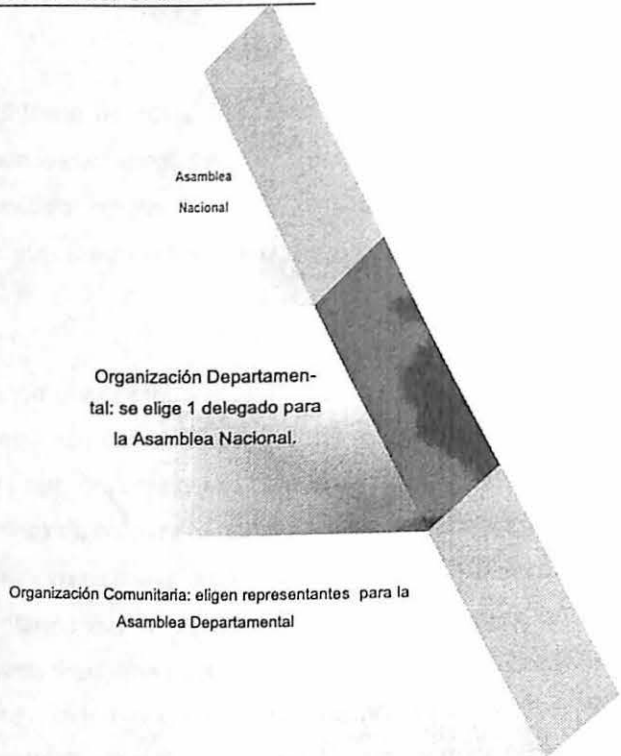 Asamblea
Nacional
Organización Departamen-
tal: se elige 1 delegado para
la Asamblea Nacional.
Organización Comunitaria: eligen representantes para la
Asamblea Departamental